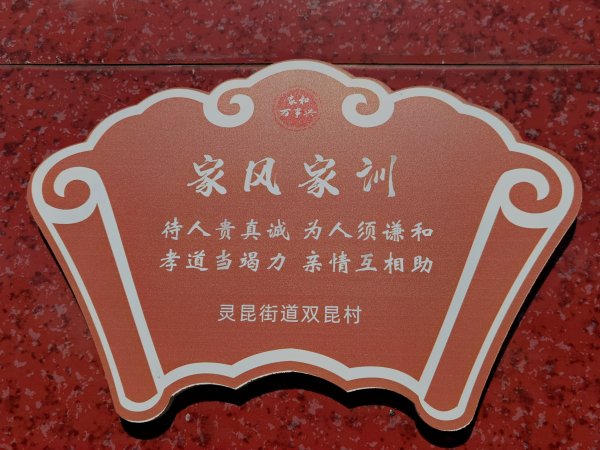 家和
万事兴
家风家训
待人贵真诚 为人须谦和
孝道当竭力 亲情互相助
灵昆街道双昆村